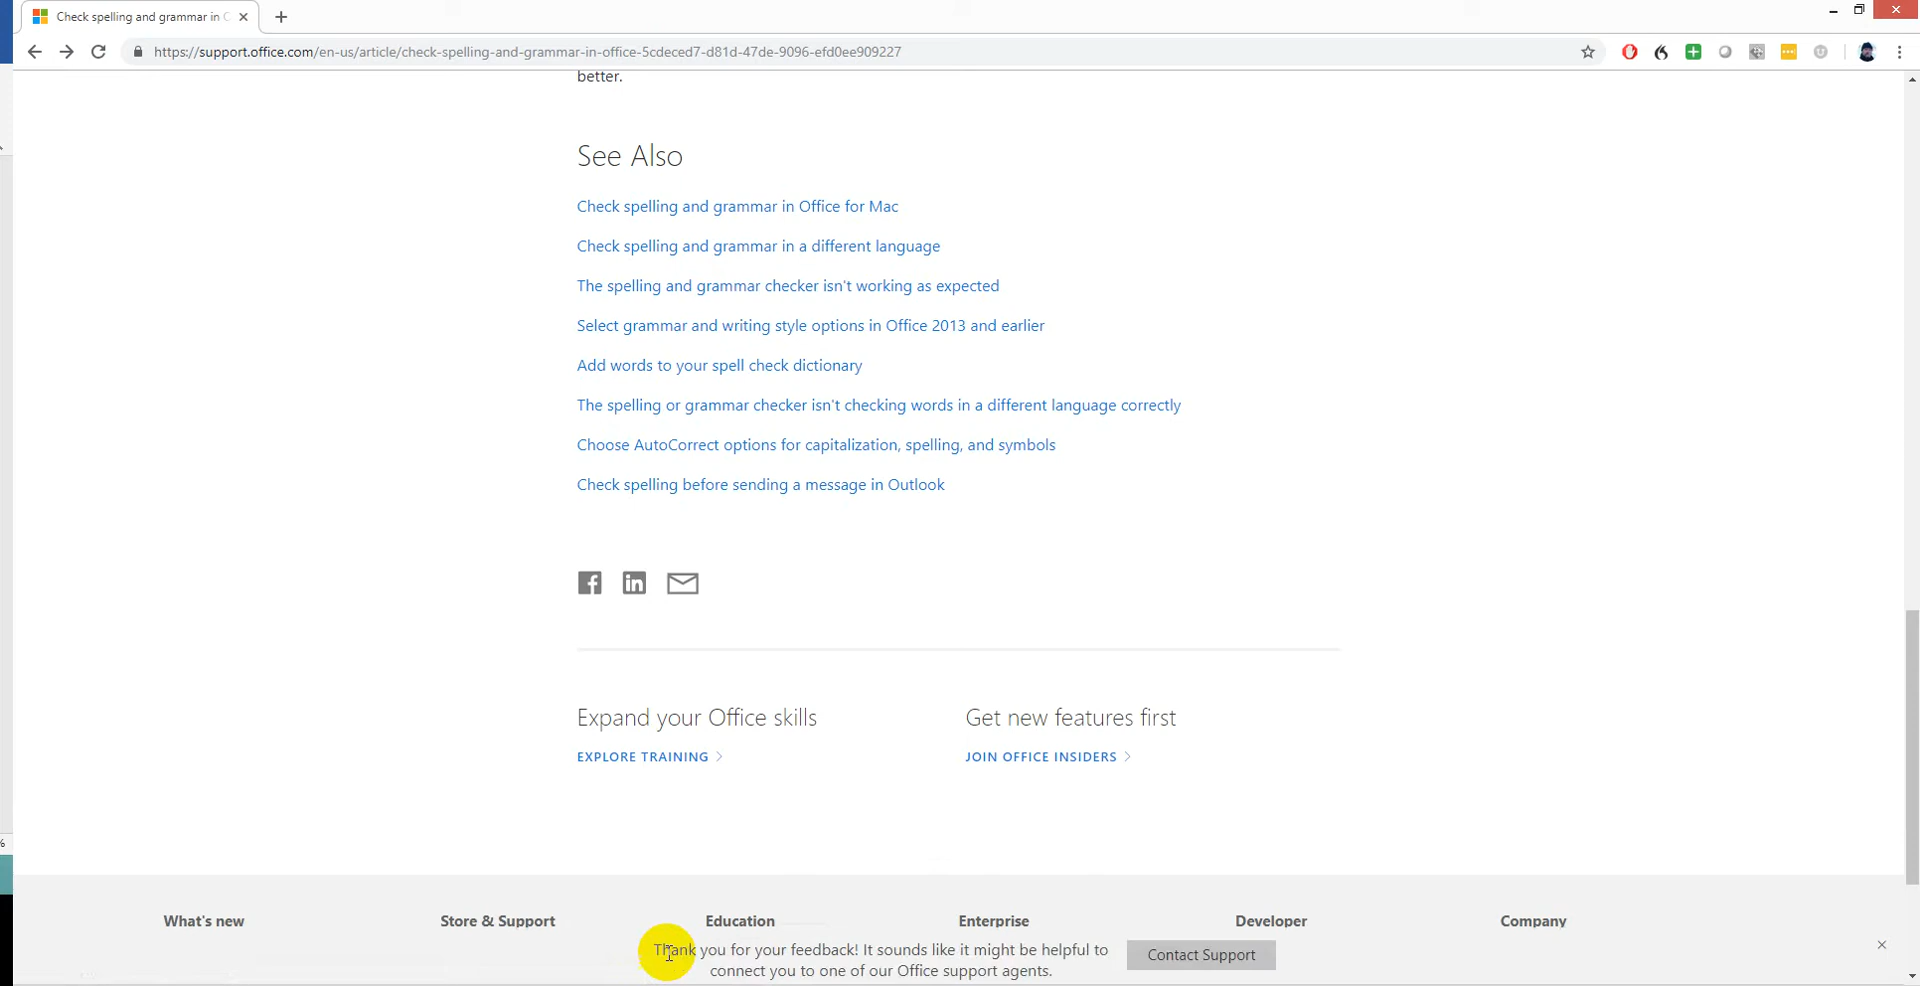 Check spelling and grammar in C
https://support.office.com/en-us/article/check-spelling-and-grammar-in-office-5cdeced7-d81d-47de-9096-efd0ee909227
better.
See Also
Check spelling and grammar in Office for Mac
Check spelling and grammar in a different language
The spelling and grammar checker isn't working as expected
Select grammar and writing style options in Office 2013 and earlier
Add words to your spell check dictionary
The spelling or grammar checker isn't checking words in a different language correctly
Choose AutoCorrect options for capitalization, spelling, and symbols
Check spelling before sending a message in Outlook
Expand your Office skills
Get new features first
EXPLORE TRAINING
JOIN OFFICE INSIDERS
What's new
Store & Support
Education
Enterprise
Developer
Company
Thank you for your feedback! It sounds like it might be helpful to
connect you to one of our Office support agents.
Contact Support